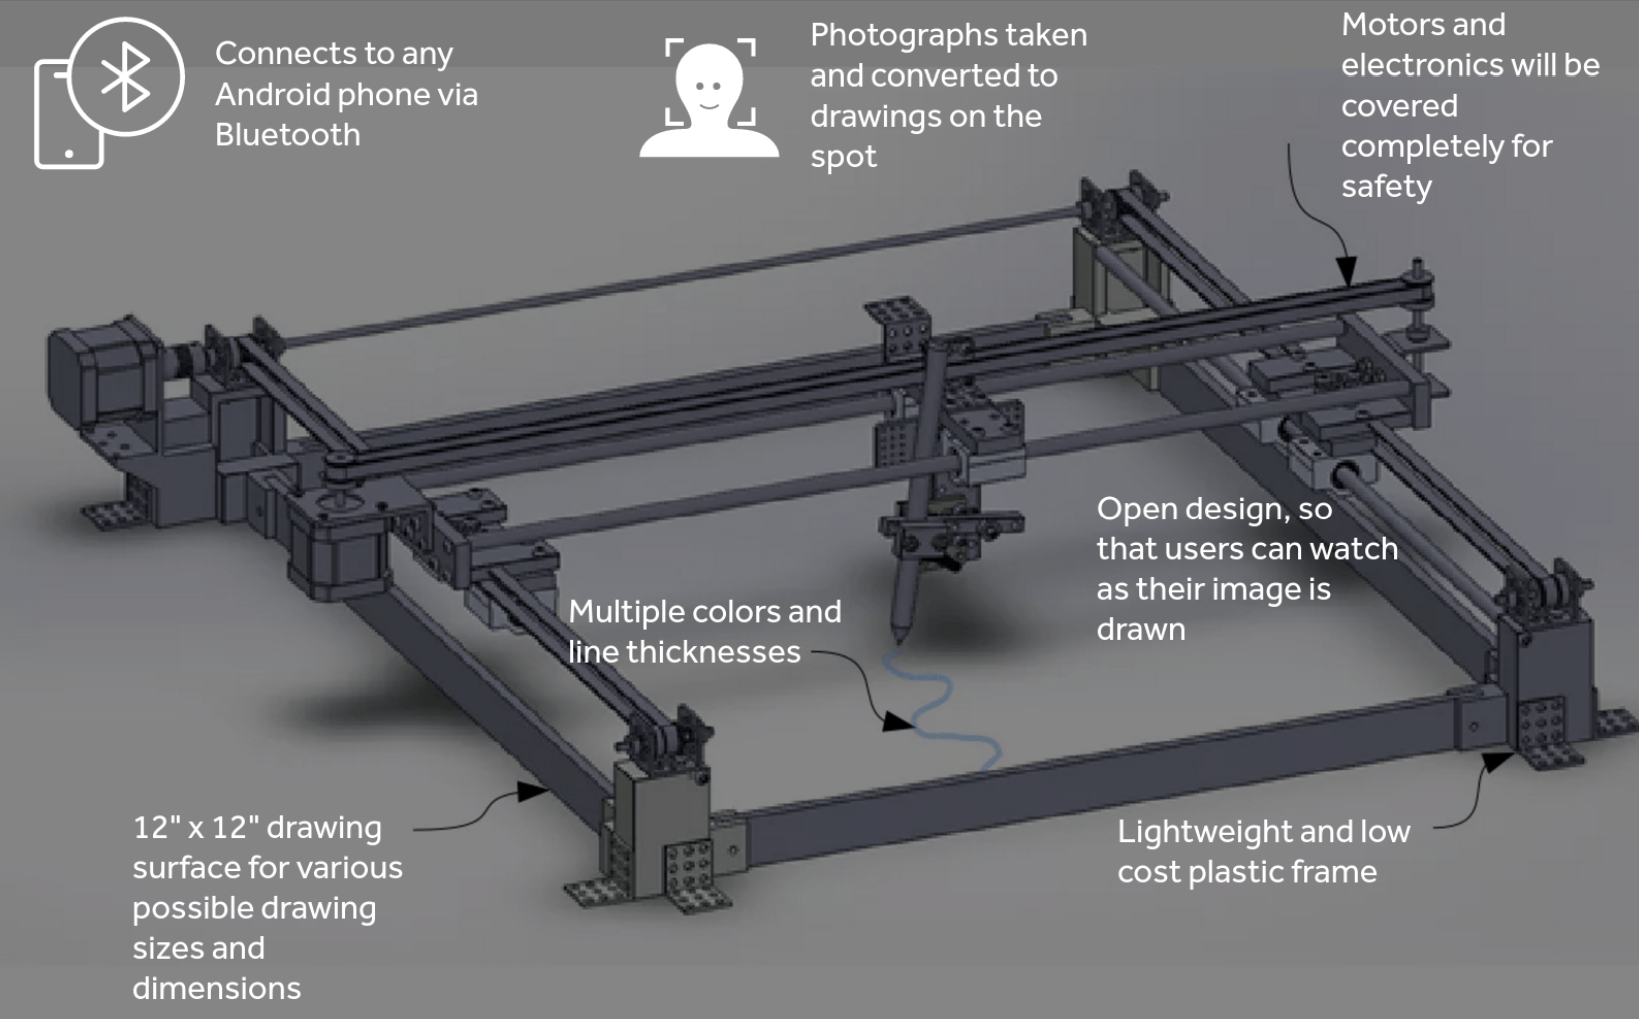 Connects to any
Android phone via
Bluetooth
Photographs taken
and converted to
drawings on the
spot
Motors and
electronics will be
covered
completely for
safety
Open design, so
that users can watch
as their image is
drawn
Multiple colors and
line thicknesses
12" x 12" drawing
surface for various
possible drawing
sizes and
dimensions
Lightweight and low
cost plastic frame